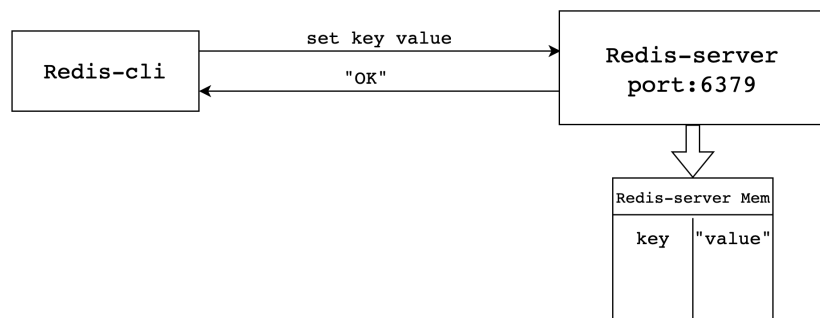 set key value
Redis-cli
"OK"
Redis-server
port:6379
Redis-server Mem
key "value"